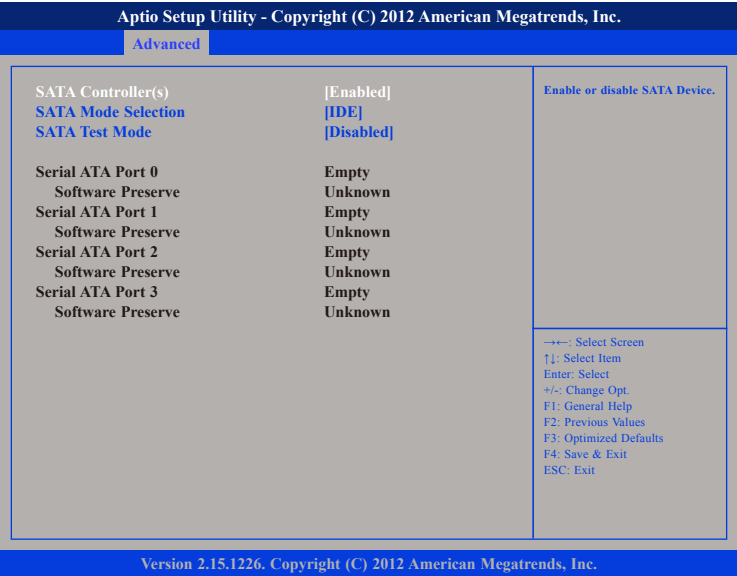 Aptio Setup Utility - Copyright (C) 2012 American Megatrends, Inc.
Advanced
SATA Controller(s) [Enabled]
SATA Mode Selection [IDE]
SATA Test Mode [Disabled]
Serial ATA Port 0 Empty
Software Preserve Unknown
Serial ATA Port 1 Empty
Software Preserve Unknown
Serial ATA Port 2 Empty
Software Preserve Unknown
Serial ATA Port 3 Empty
Software Preserve Unknown
Enable or disable SATA Device.
→←: Select Screen
↑↓: Select Item
Enter: Select
+/-: Change Opt.
F1: General Help
F2: Previous Values
F3: Optimized Defaults
F4: Save & Exit
ESC: Exit
Version 2.15.1226. Copyright (C) 2012 American Megatrends, Inc.